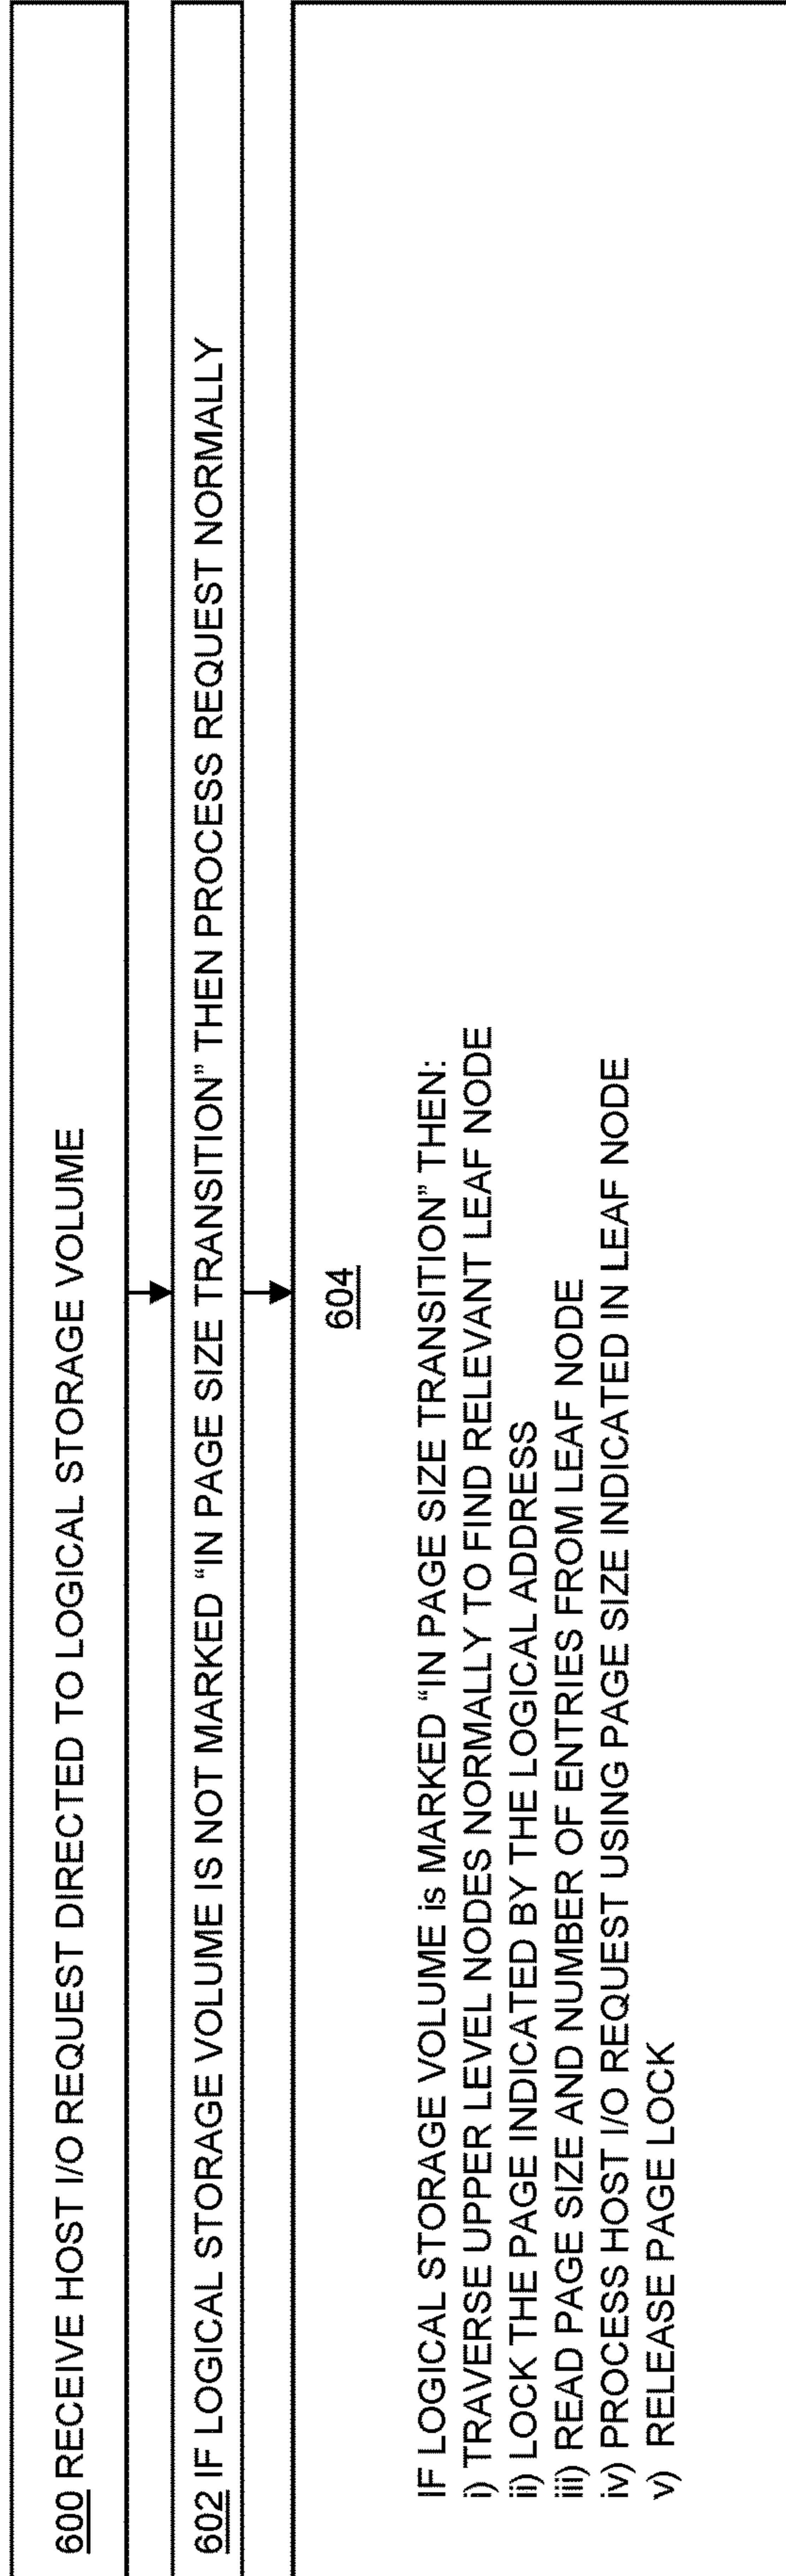 600 RECEIVE HOST I/O REQUEST DIRECTED TO LOGICAL STORAGE VOLUME
602 IF LOGICAL STORAGE VOLUME IS NOT MARKED “IN PAGE SIZE TRANSITION” THEN PROCESS REQUEST NORMALLY
604
IF LOGICAL STORAGE VOLUME is MARKED “IN PAGE SIZE TRANSITION” THEN:
i) TRAVERSE UPPER LEVEL NODES NORMALLY TO FIND RELEVANT LEAF NODE
ii) LOCK THE PAGE INDICATED BY THE LOGICAL ADDRESS
iii) READ PAGE SIZE AND NUMBER OF ENTRIES FROM LEAF NODE
iv) PROCESS HOST I/O REQUEST USING PAGE SIZE INDICATED IN LEAF NODE
v) RELEASE PAGE LOCK